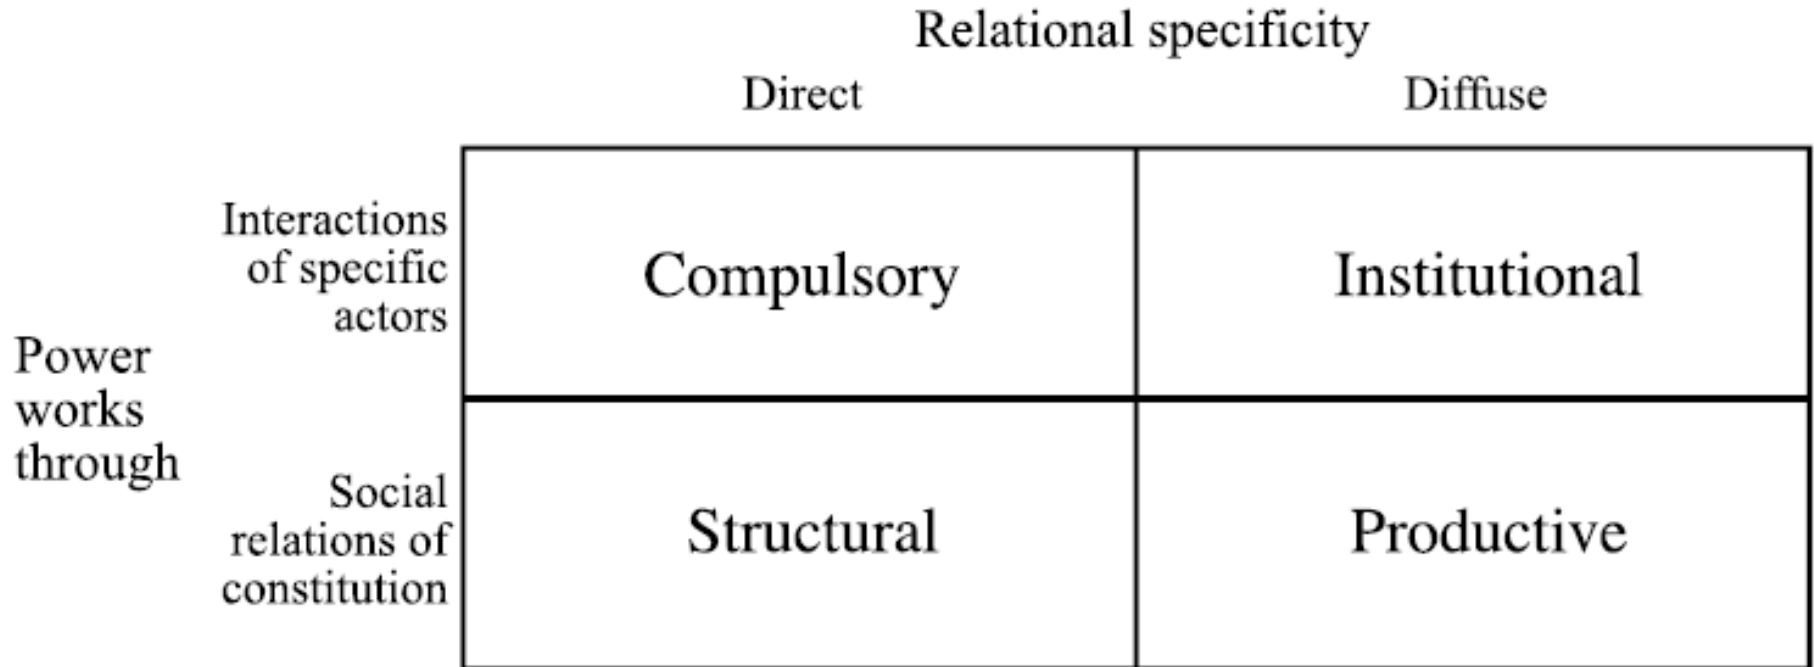 Relational specificity
Direct Diffuse
Interactions
of specific
actors
Compulsory Institutional
Power
works
through
Social
relations of
constitution
Structural Productive